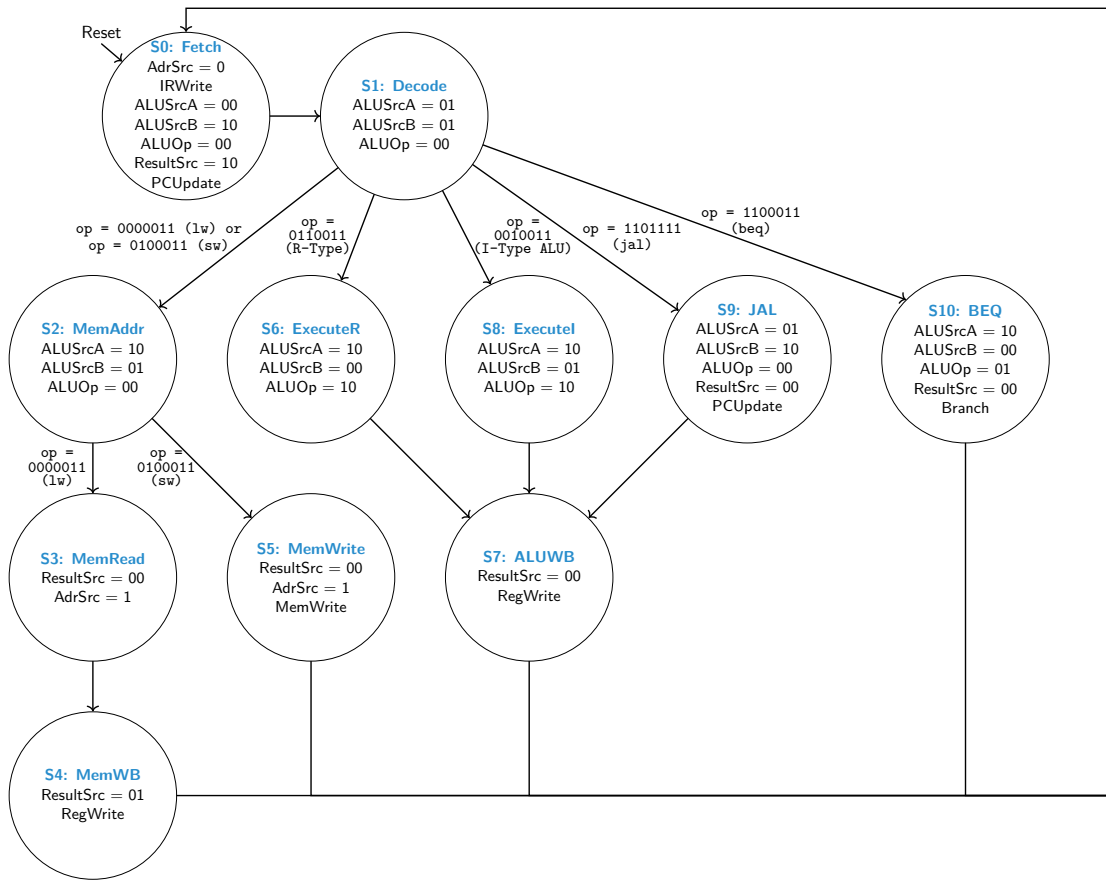 Reset
S0: Fetch
AdrSrc = 0
IRWrite
ALUSrcA = 00
ALUSrcB = 10
ALUOp = 00
ResultSrc = 10
PCUpdate
S1: Decode
ALUSrcA = 01
ALUSrcB = 01
ALUOp = 00
op = 0000011 (lw) or
op = 0100011 (sw)
op =
0110011
(R-Type)
op =
0010011
(I-Type ALU)
op = 1101111
(jal)
op = 1100011
(beq)
S2: MemAddr
ALUSrcA = 10
ALUSrcB = 01
ALUOp = 00
S6: ExecuteR
ALUSrcA = 10
ALUSrcB = 00
ALUOp = 10
S8: ExecuteI
ALUSrcA = 10
ALUSrcB = 01
ALUOp = 10
S9: JAL
ALUSrcA = 01
ALUSrcB = 10
ALUOp = 00
ResultSrc = 00
PCUpdate
S10: BEQ
ALUSrcA = 10
ALUSrcB = 00
ALUOp = 01
ResultSrc = 00
Branch
op =
0000011
(lw)
op =
0100011
(sw)
S3: MemRead
ResultSrc = 00
AdrSrc = 1
S5: MemWrite
ResultSrc = 00
AdrSrc = 1
MemWrite
S7: ALUWB
ResultSrc = 00
RegWrite
S4: MemWB
ResultSrc = 01
RegWrite